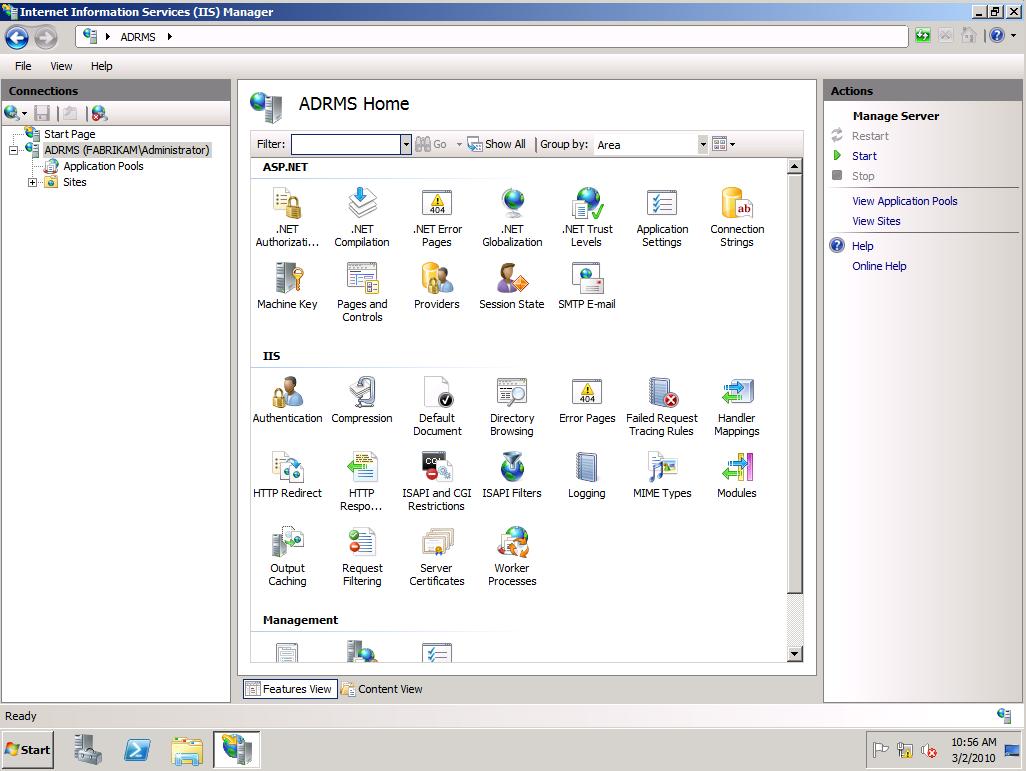 Internet Information Services (IIS) Manager
ADRMS
File View Help
Connections
Start Page
ADRMS (FABRIKAM\Administrator)
Application Pools
Sites
ADRMS Home
Filter: Go Show All Group by: Area
ASP.NET
.NET Authorizati...
.NET Compilation
.NET Error Pages
.NET Globalization
.NET Trust Levels
Application Settings
Connection Strings
Machine Key
Pages and Controls
Providers
Session State
SMTP E-mail
IIS
Authentication
Compression
Default Document
Directory Browsing
Error Pages
Failed Request Tracing Rules
Handler Mappings
HTTP Redirect
HTTP Respo...
ISAPI and CGI Restrictions
ISAPI Filters
Logging
MIME Types
Modules
Output Caching
Request Filtering
Server Certificates
Worker Processes
Management
Features View Content View
Actions
Manage Server
Restart
Start
Stop
View Application Pools
View Sites
Help
Online Help
Ready
Start
10:56 AM
3/2/2010